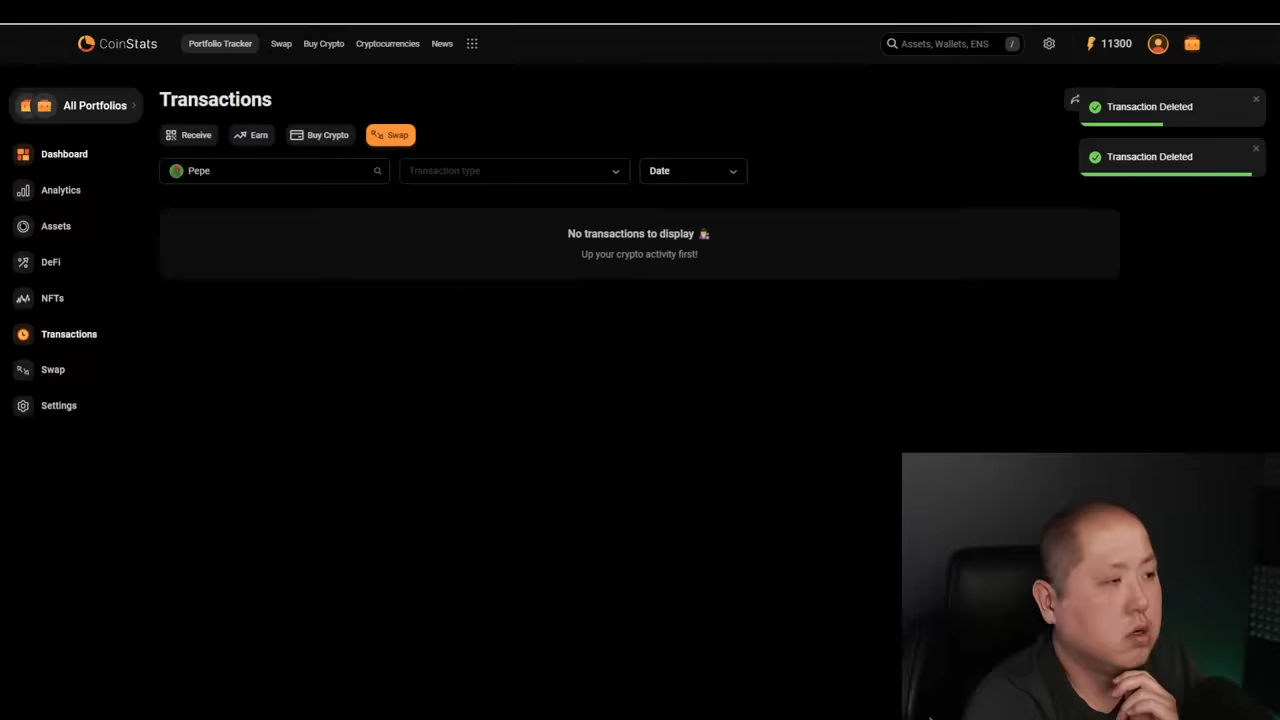 CoinStats
Portfolio Tracker
Swap
Buy Crypto
Cryptocurrencies
News
Assets, Wallets, ENS
/
11300
All Portfolios
Transactions
Transaction Deleted
Receive
Earn
Buy Crypto
Swap
Transaction Deleted
Pepe
Transaction type
Date
Dashboard
Analytics
Assets
DeFi
NFTs
Transactions
Swap
Settings
No transactions to display
Up your crypto activity first!